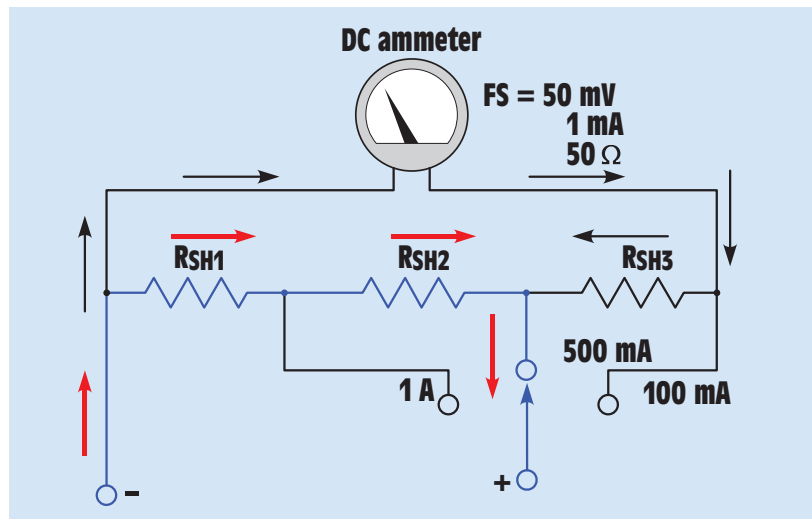 DC ammeter
FS = 50 mV
1 mA
50 Ω
RSH1
RSH2
RSH3
500 mA
1 A
100 mA
-
+